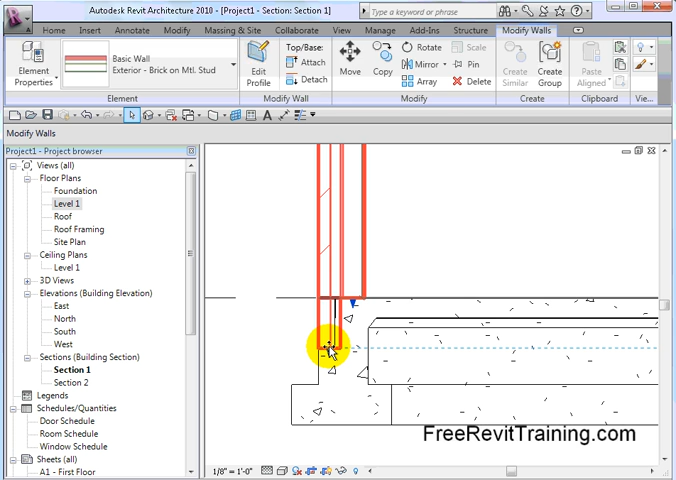 Autodesk Revit Architecture 2010 - [Project1 - Section: Section 1]
Type a keyword or phrase
Home Insert Annotate Modify Massing & Site Collaborate View Manage Add-Ins Structure Modify Walls
Element
Properties
Basic Wall
Exterior - Brick on Mtl. Stud
Edit
Profile
Top/Base:
Attach
Detach
Move
Copy
Rotate
Mirror
Array
Scale
Pin
Delete
Create
Similar
Create
Group
Paste
Aligned
Element Modify Wall Modify Create Clipboard Vie...
Modify Walls
Project1 - Project browser
Views (all)
Floor Plans
Foundation
Level 1
Roof
Roof Framing
Site Plan
Ceiling Plans
Level 1
3D Views
Elevations (Building Elevation)
East
North
South
West
Sections (Building Section)
Section 1
Section 2
Legends
Schedules/Quantities
Door Schedule
Room Schedule
Window Schedule
Sheets (all)
A1 - First Floor
FreeRevitTraining.com
1/8" = 1'-0"